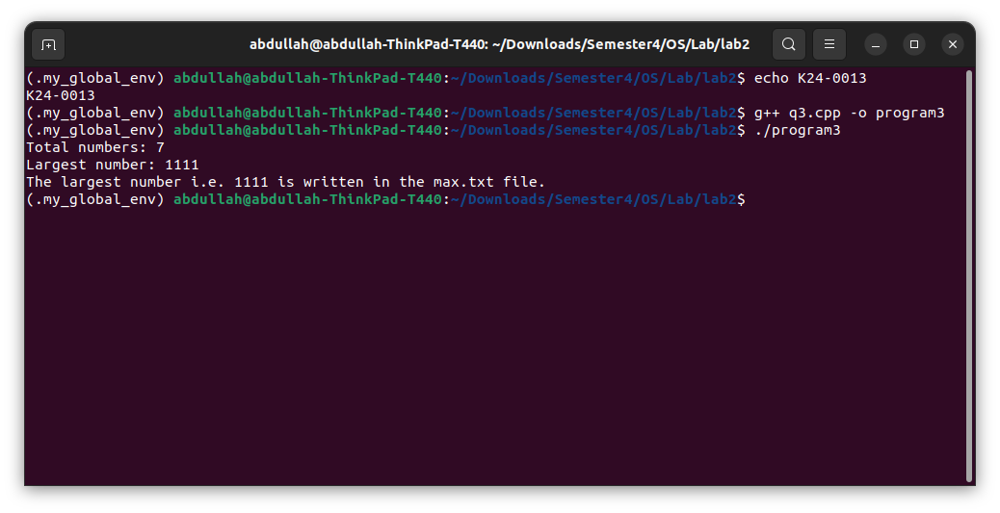 abdullah@abdullah-ThinkPad-T440: ~/Downloads/Semester4/OS/Lab/lab2
(.my_global_env) abdullah@abdullah-ThinkPad-T440:~/Downloads/Semester4/OS/Lab/lab2$ echo K24-0013
K24-0013
(.my_global_env) abdullah@abdullah-ThinkPad-T440:~/Downloads/Semester4/OS/Lab/lab2$ g++ q3.cpp -o program3
(.my_global_env) abdullah@abdullah-ThinkPad-T440:~/Downloads/Semester4/OS/Lab/lab2$ ./program3
Total numbers: 7
Largest number: 1111
The largest number i.e. 1111 is written in the max.txt file.
(.my_global_env) abdullah@abdullah-ThinkPad-T440:~/Downloads/Semester4/OS/Lab/lab2$